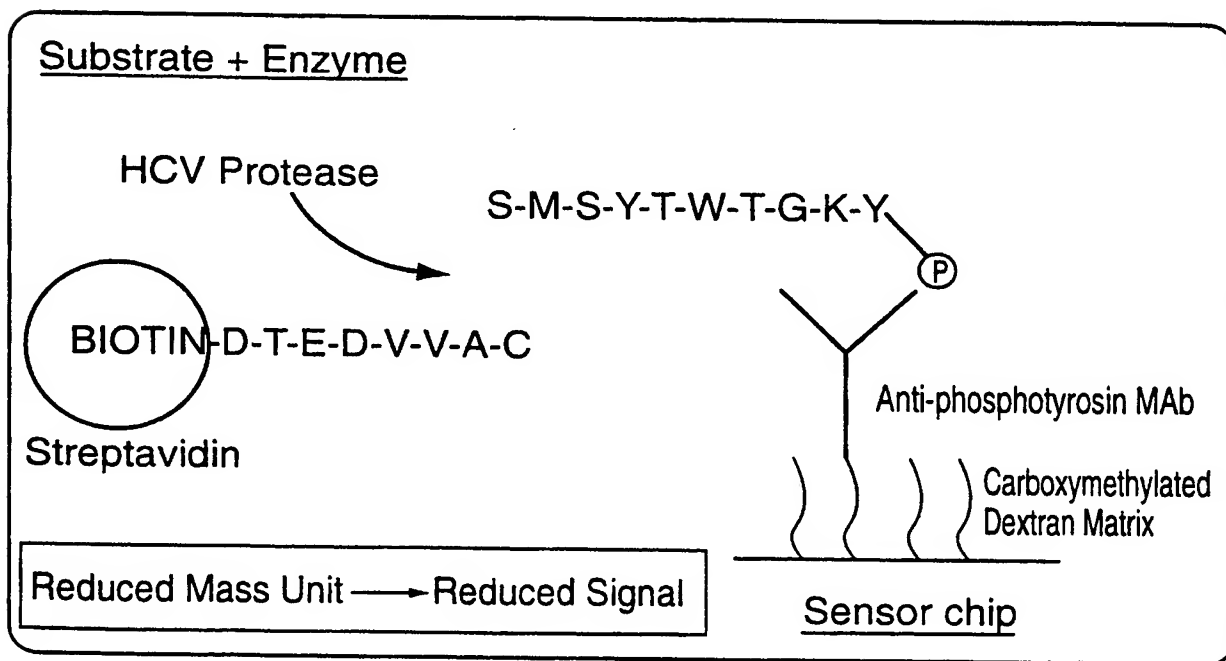 Substrate + Enzyme
HCV Protease
S-M-S-Y-T-W-T-G-K-Y
P
BIOTIN-D-T-E-D-V-V-A-C
Streptavidin
Anti-phosphotyrosin MAb
Carboxymethylated
Dextran Matrix
Reduced Mass Unit → Reduced Signal
Sensor chip